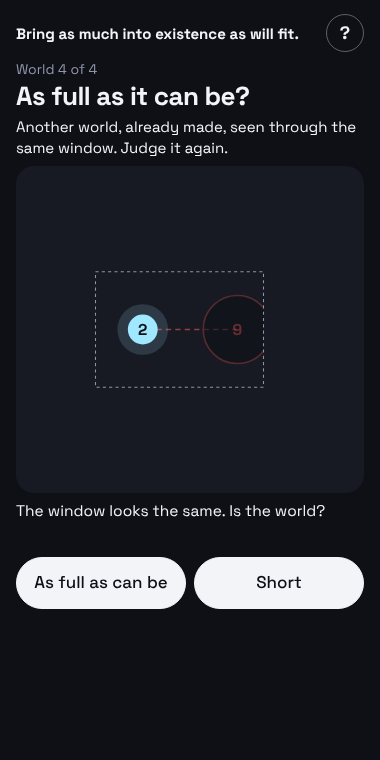 Bring as much into existence as will fit.
?
World 4 of 4
As full as it can be?
Another world, already made, seen through the
same window. Judge it again.
2
9
The window looks the same. Is the world?
As full as can be
Short